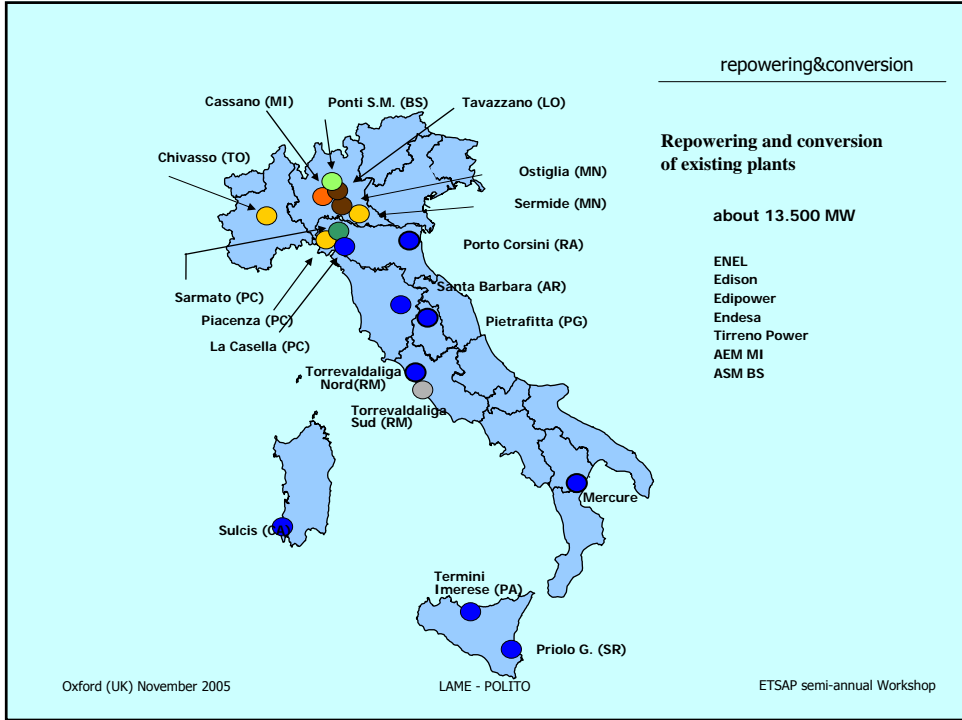 repowering&conversion
Cassano (MI)
Ponti S.M. (BS)
Tavazzano (LO)
Chivasso (TO)
Ostiglia (MN)
Sermide (MN)
Porto Corsini (RA)
Sarmato (PC)
Piacenza (PC)
La Casella (PC)
Santa Barbara (AR)
Pietrafitta (PG)
Torrevaldaliga
Nord(RM)
Torrevaldaliga
Sud (RM)
Mercure
Sulcis (CA)
Termini
Imerese (PA)
Priolo G. (SR)
Repowering and conversion
of existing plants
about 13.500 MW
ENEL
Edison
Edipower
Endesa
Tirreno Power
AEM MI
ASM BS
Oxford (UK) November 2005
LAME - POLITO
ETSAP semi-annual Workshop